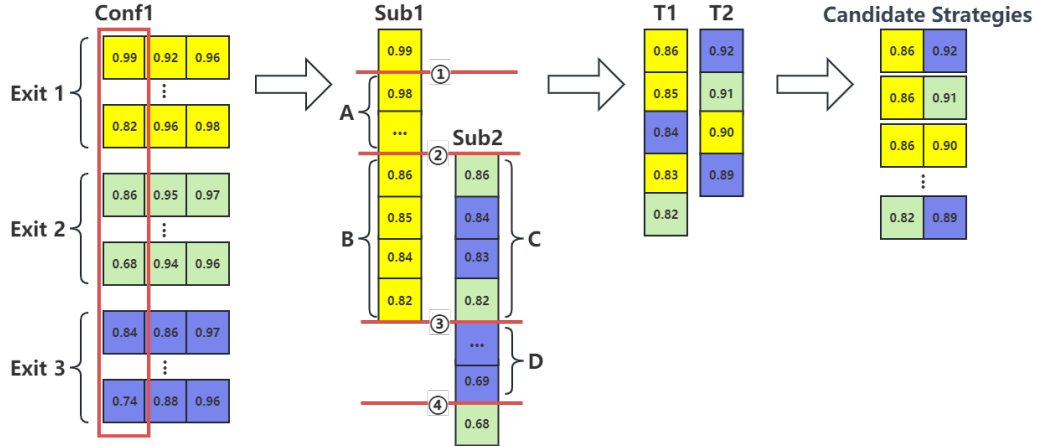 Conf1
Exit 1
0.99 0.92 0.96
⋮
0.82 0.96 0.98
Exit 2
0.86 0.95 0.97
⋮
0.68 0.94 0.96
Exit 3
0.84 0.86 0.97
⋮
0.74 0.88 0.96
Sub1
0.99
①
A
0.98
...
②
B
0.86
0.85
0.84
0.82
③
Sub2
0.86
0.84
0.83
0.82
C
...
0.69
D
④
0.68
T1
0.86
0.85
0.84
0.83
0.82
T2
0.92
0.91
0.90
0.89
Candidate Strategies
0.86 0.92
0.86 0.91
0.86 0.90
⋮
0.82 0.89